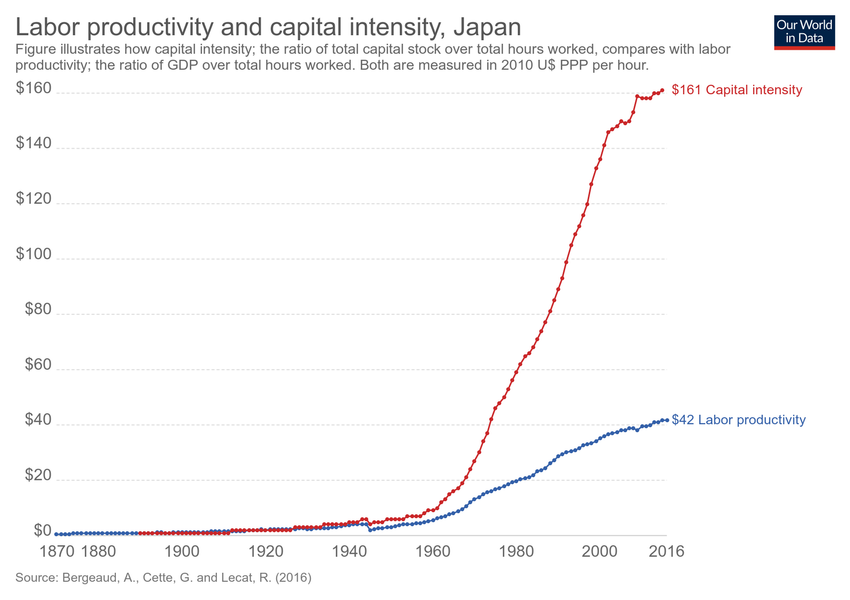 Labor productivity and capital intensity, Japan
Our World
in Data
Figure illustrates how capital intensity; the ratio of total capital stock over total hours worked, compares with labor
productivity; the ratio of GDP over total hours worked. Both are measured in 2010 U$ PPP per hour.
$160
$161 Capital intensity
$140
$120
$100
$80
$60
$40
$42 Labor productivity
$20
$0
1870 1880 1900 1920 1940 1960 1980 2000 2016
Source: Bergeaud, A., Cette, G. and Lecat, R. (2016)